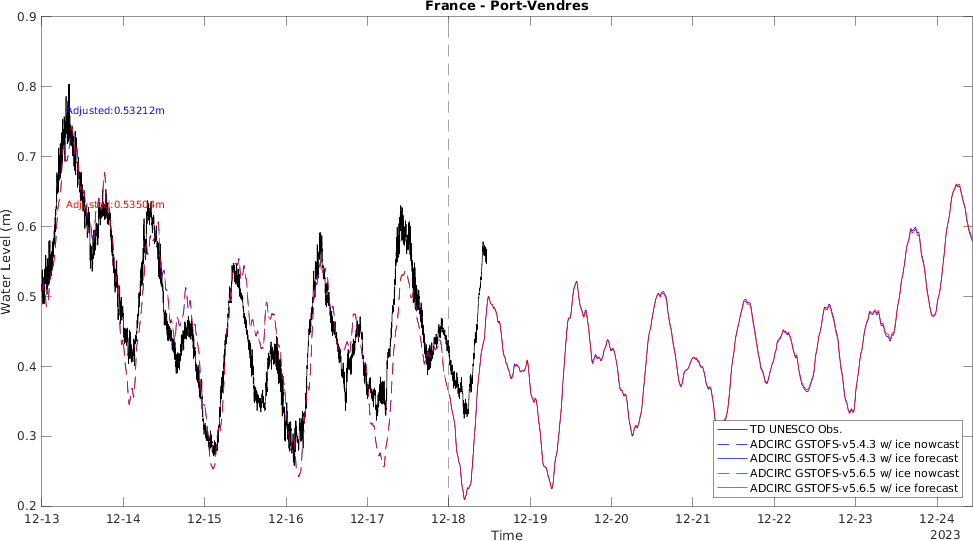 France - Port-Vendres
Water Level (m)
0.9
0.8
0.7
0.6
0.5
0.4
0.3
0.2
Adjusted:0.53212m
Adjusted:0.53504m
TD UNESCO Obs.
ADCIRC GSTOFS-v5.4.3 w/ ice nowcast
ADCIRC GSTOFS-v5.4.3 w/ ice forecast
ADCIRC GSTOFS-v5.6.5 w/ ice nowcast
ADCIRC GSTOFS-v5.6.5 w/ ice forecast
12-13 12-14 12-15 12-16 12-17 12-18 12-19 12-20 12-21 12-22 12-23 12-24
2023
Time